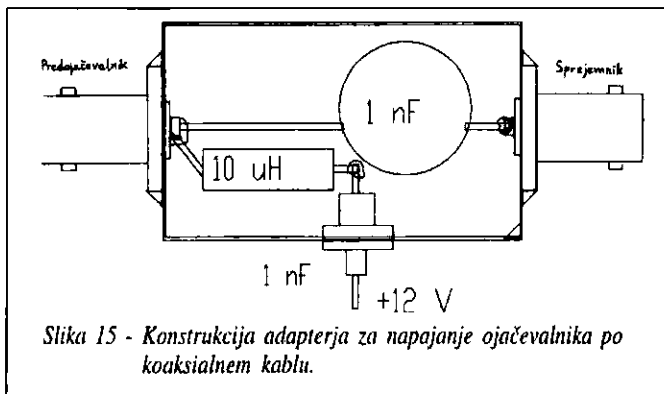 Predojačevalnik
Sprejemnik
1 nF
10 uH
1 nF
+12 V
Slika 15 - Konstrukcija adapterja za napajanje ojačevalnika po
koaksialnem kablu.